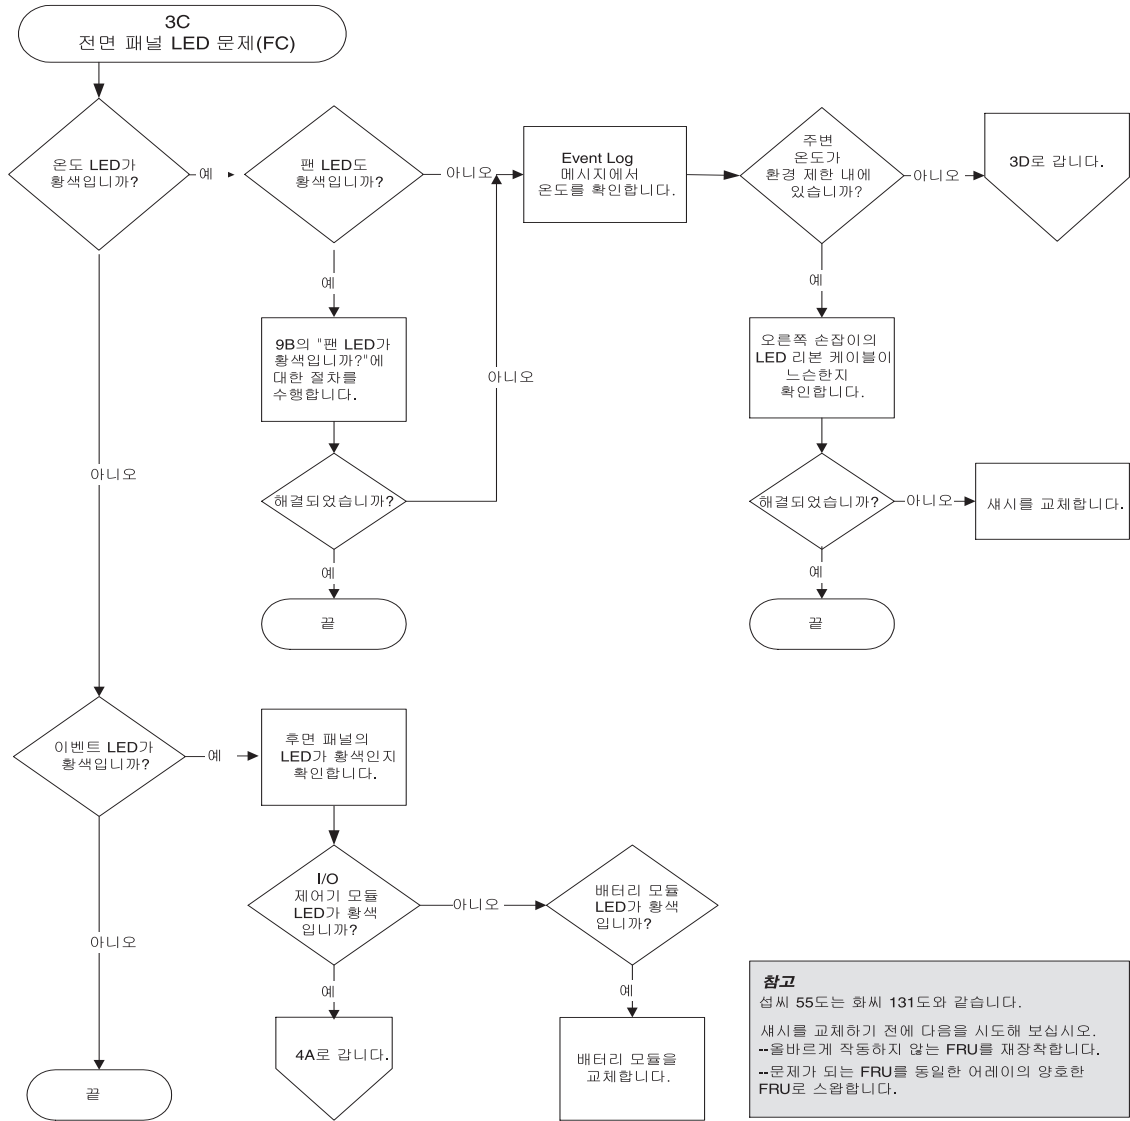 3C
전면 패널 LED 문제(FC)
온도 LED가
황색입니까?
예
팬 LED도
황색입니까?
아니오
Event Log
메시지에서
온도를 확인합니다.
주변
온도가
환경 제한 내에
있습니까?
아니오
3D로 갑니다.
예
9B의 "팬 LED가
황색입니까?"에
대한 절차를
수행합니다.
아니오
해결되었습니까?
예
끝
예
오른쪽 손잡이의
LED 리본 케이블이
느슨한지
확인합니다.
해결되었습니까?
아니오
섀시를 교체합니다.
예
끝
아니오
이벤트 LED가
황색입니까?
예
후면 패널의
LED가 황색인지
확인합니다.
I/O
제어기 모듈
LED가 황색
입니까?
아니오
배터리 모듈
LED가 황색
입니까?
예
4A로 갑니다.
예
배터리 모듈을
교체합니다.
아니오
끝
참고
섭씨 55도는 화씨 131도와 같습니다.
섀시를 교체하기 전에 다음을 시도해 보십시오.
--올바르게 작동하지 않는 FRU를 재장착합니다.
--문제가 되는 FRU를 동일한 어레이의 양호한
FRU로 스왑합니다.